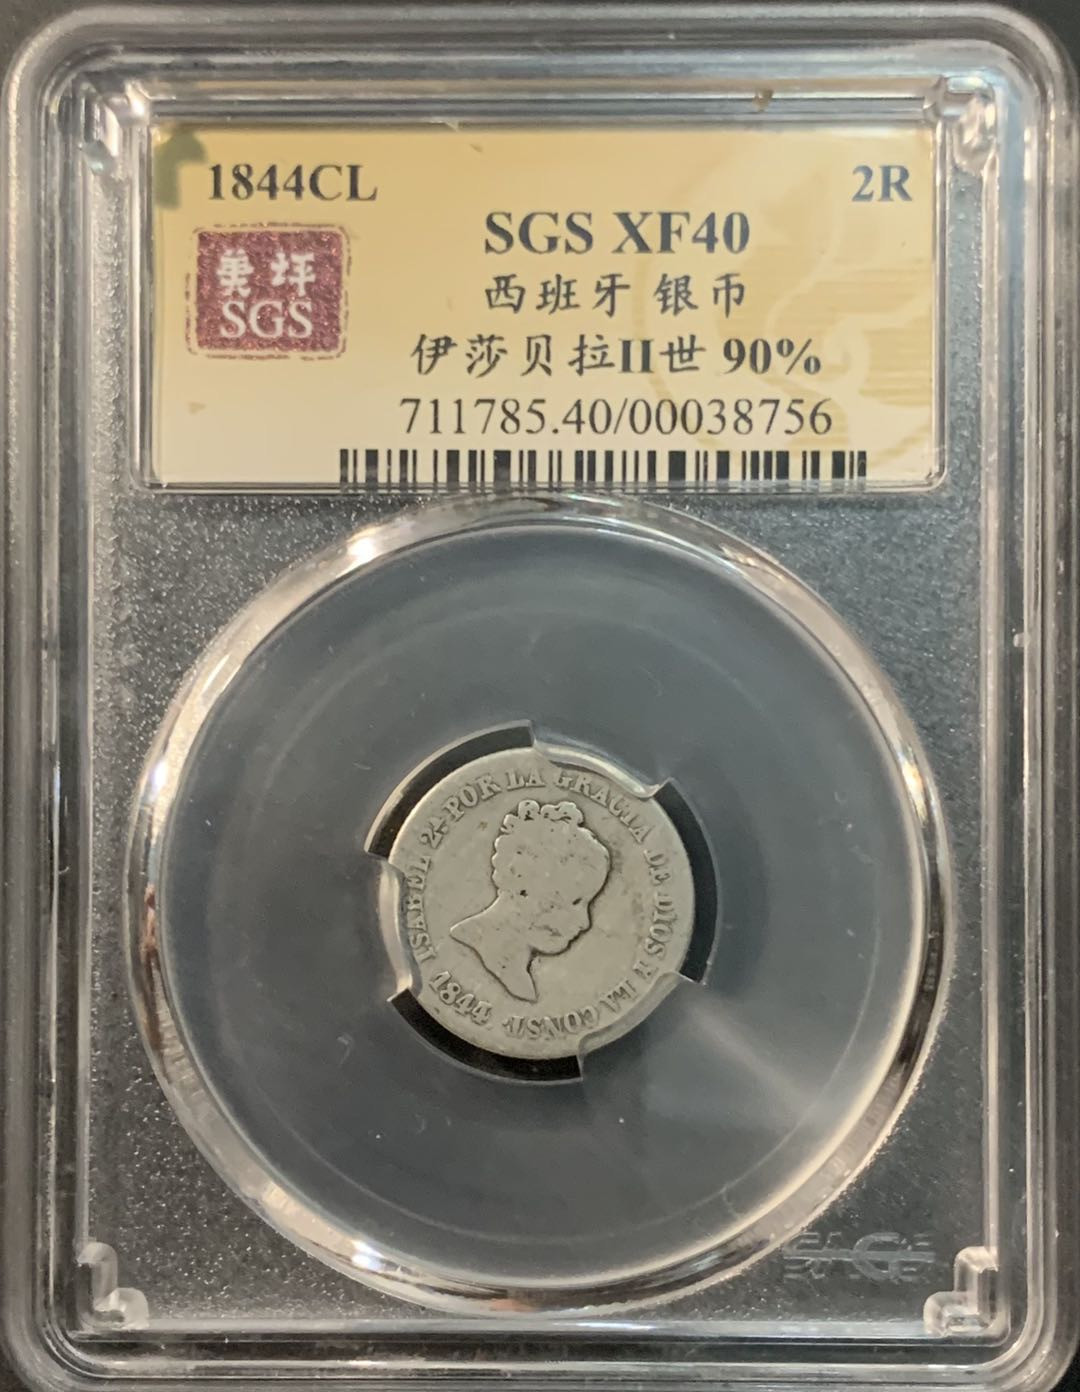 1844CL 2R
SGS XF40
西班牙 银币
美坪
SGS
伊莎贝拉II世 90%
711785.40/00038756
ISABEL 2ª POR LA GRACIA DE DIOS Y LA CONST.
1844